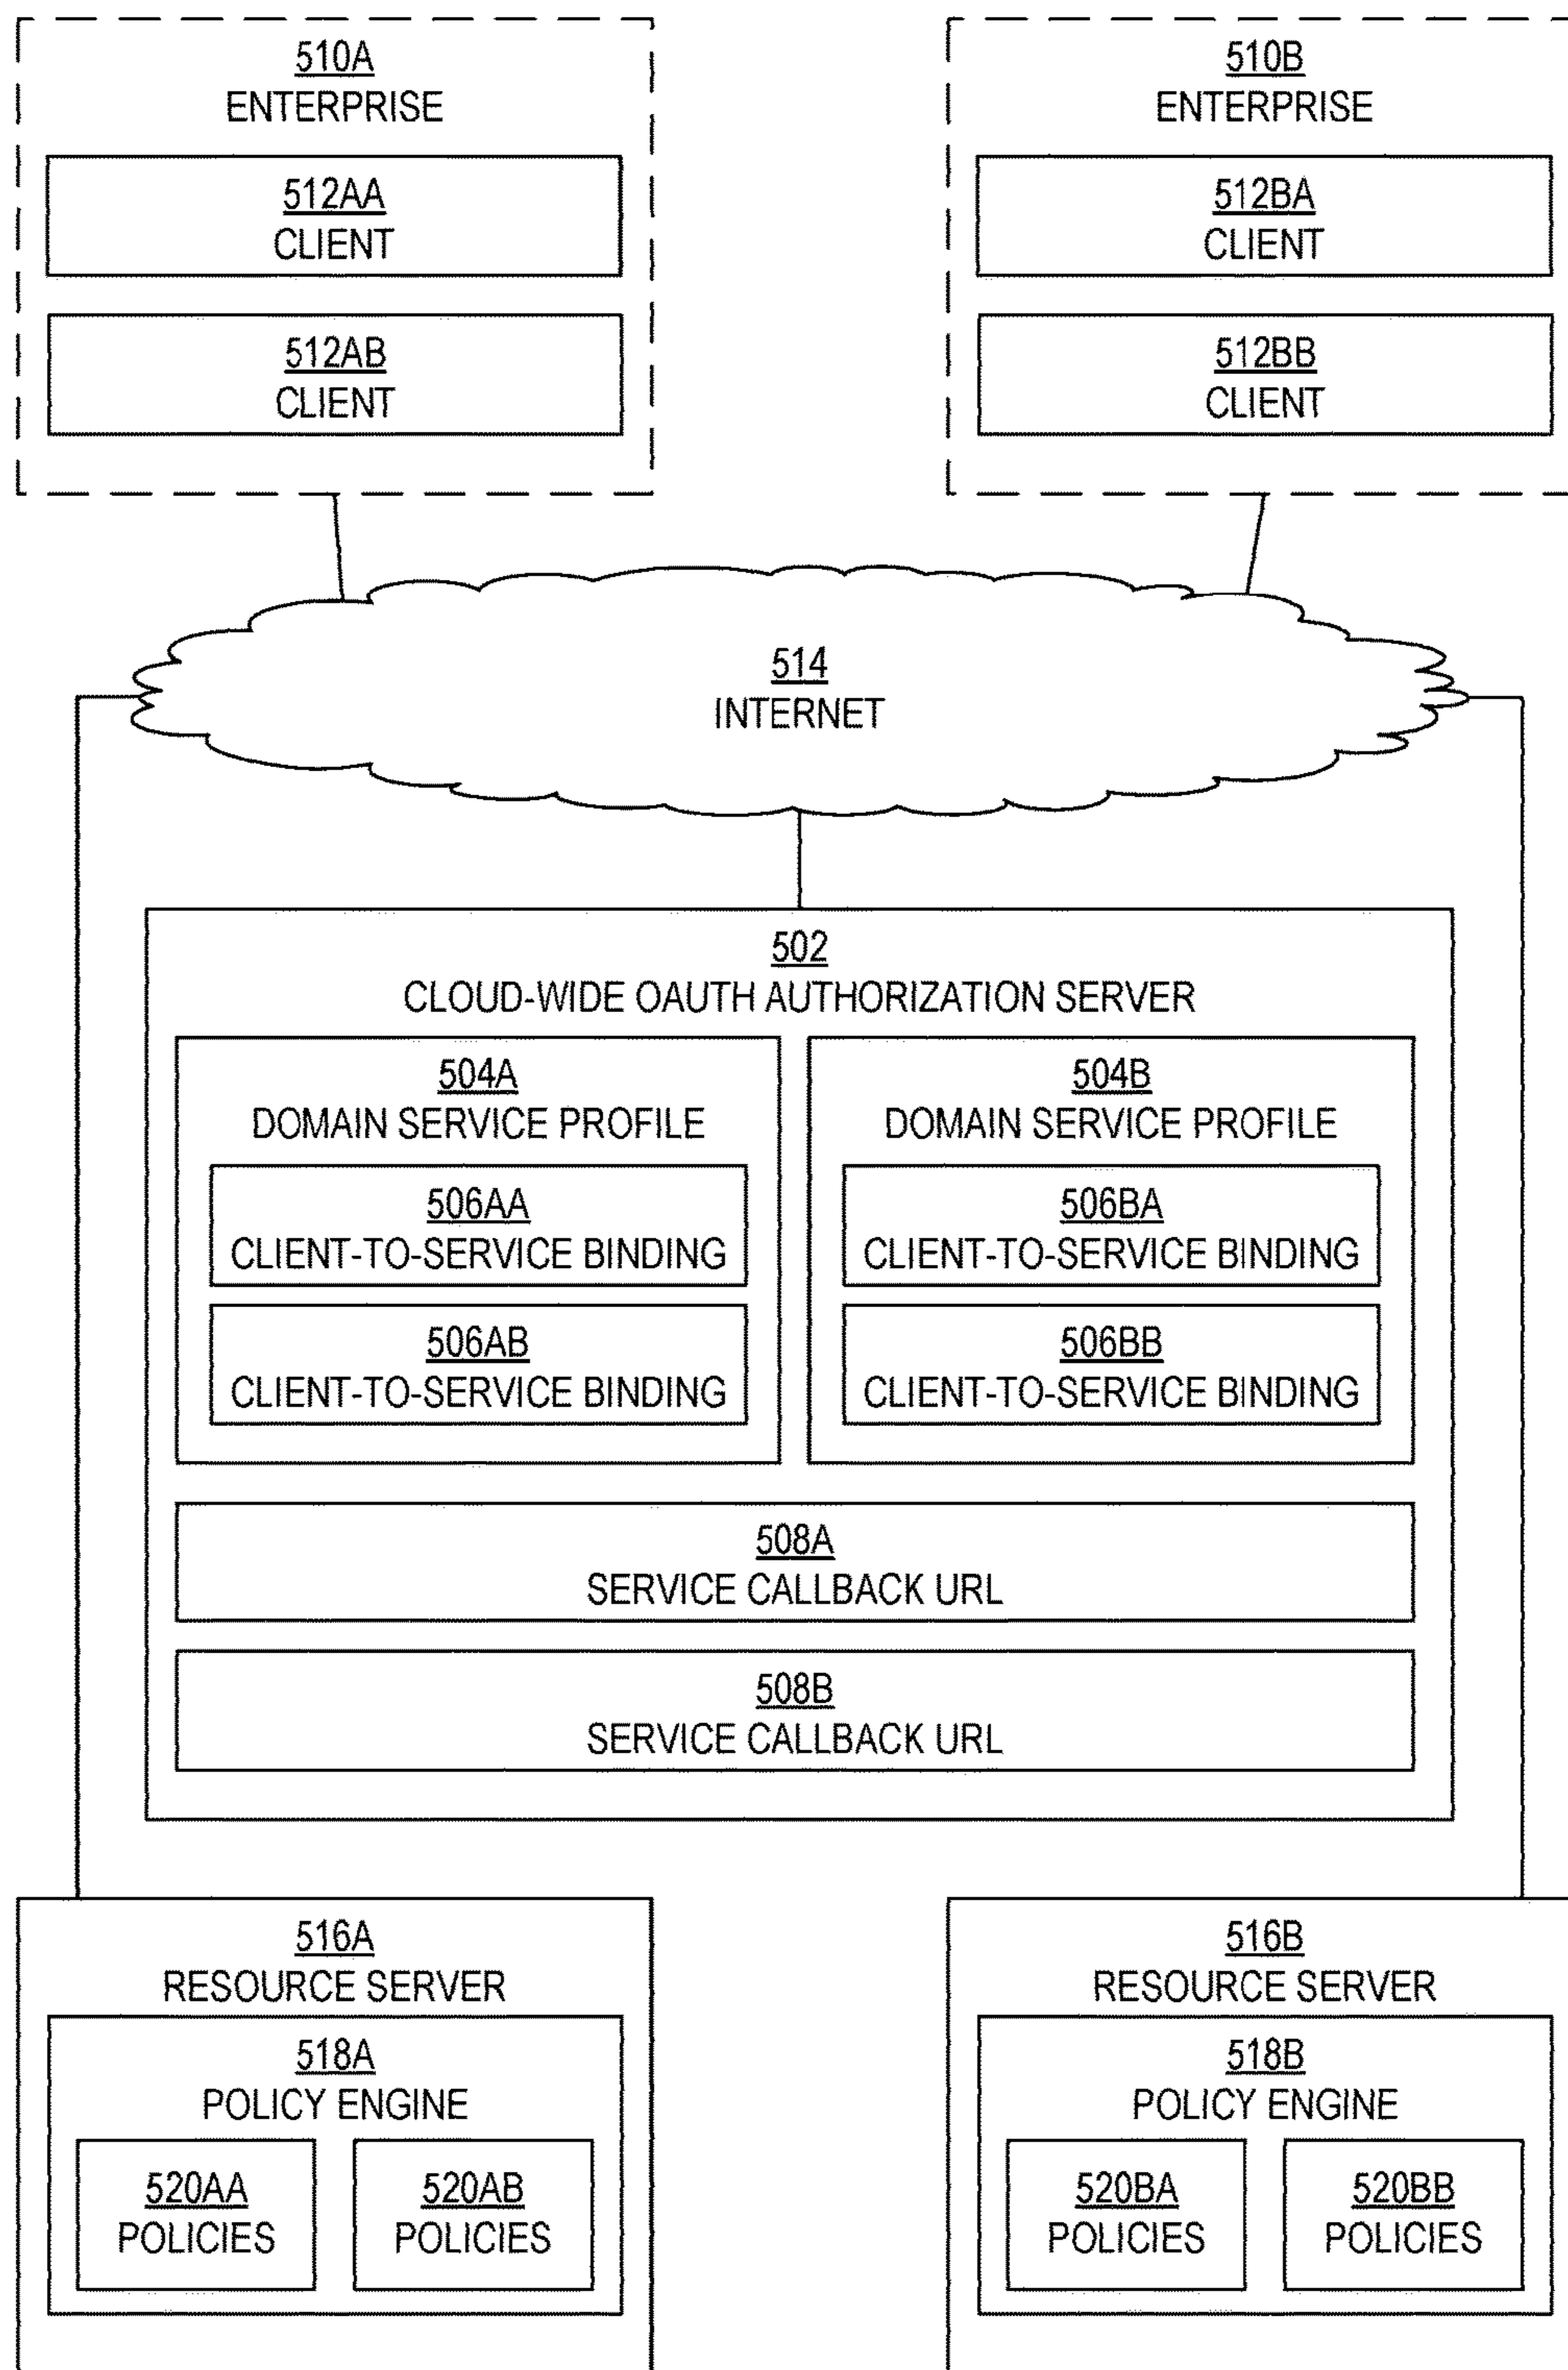 510A
ENTERPRISE
512AA
CLIENT
512AB
CLIENT
510B
ENTERPRISE
512BA
CLIENT
512BB
CLIENT
514
INTERNET
502
CLOUD-WIDE OAUTH AUTHORIZATION SERVER
504A
DOMAIN SERVICE PROFILE
506AA
CLIENT-TO-SERVICE BINDING
506AB
CLIENT-TO-SERVICE BINDING
504B
DOMAIN SERVICE PROFILE
506BA
CLIENT-TO-SERVICE BINDING
506BB
CLIENT-TO-SERVICE BINDING
508A
SERVICE CALLBACK URL
508B
SERVICE CALLBACK URL
516A
RESOURCE SERVER
518A
POLICY ENGINE
520AA
POLICIES
520AB
POLICIES
516B
RESOURCE SERVER
518B
POLICY ENGINE
520BA
POLICIES
520BB
POLICIES